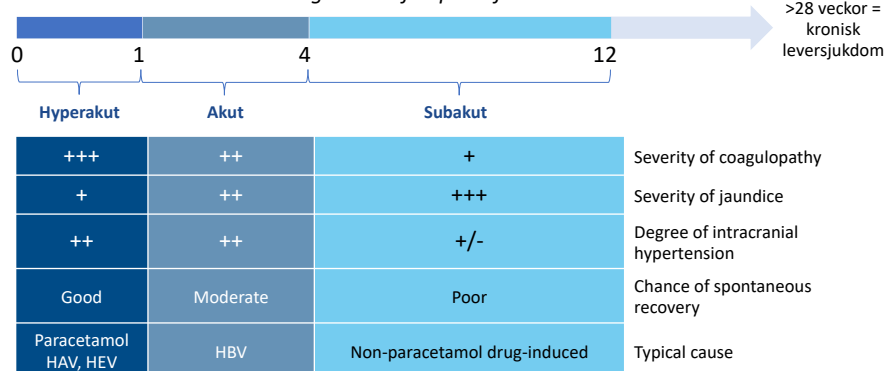 >28 veckor =
kronisk
leversjukdom
0 1 4 12
Hyperakut Akut Subakut
+++ ++ + Severity of coagulopathy
+ ++ +++ Severity of jaundice
++ ++ +/- Degree of intracranial
hypertension
Good Moderate Poor Chance of spontaneous
recovery
Paracetamol
HAV, HEV HBV Non-paracetamol drug-induced Typical cause